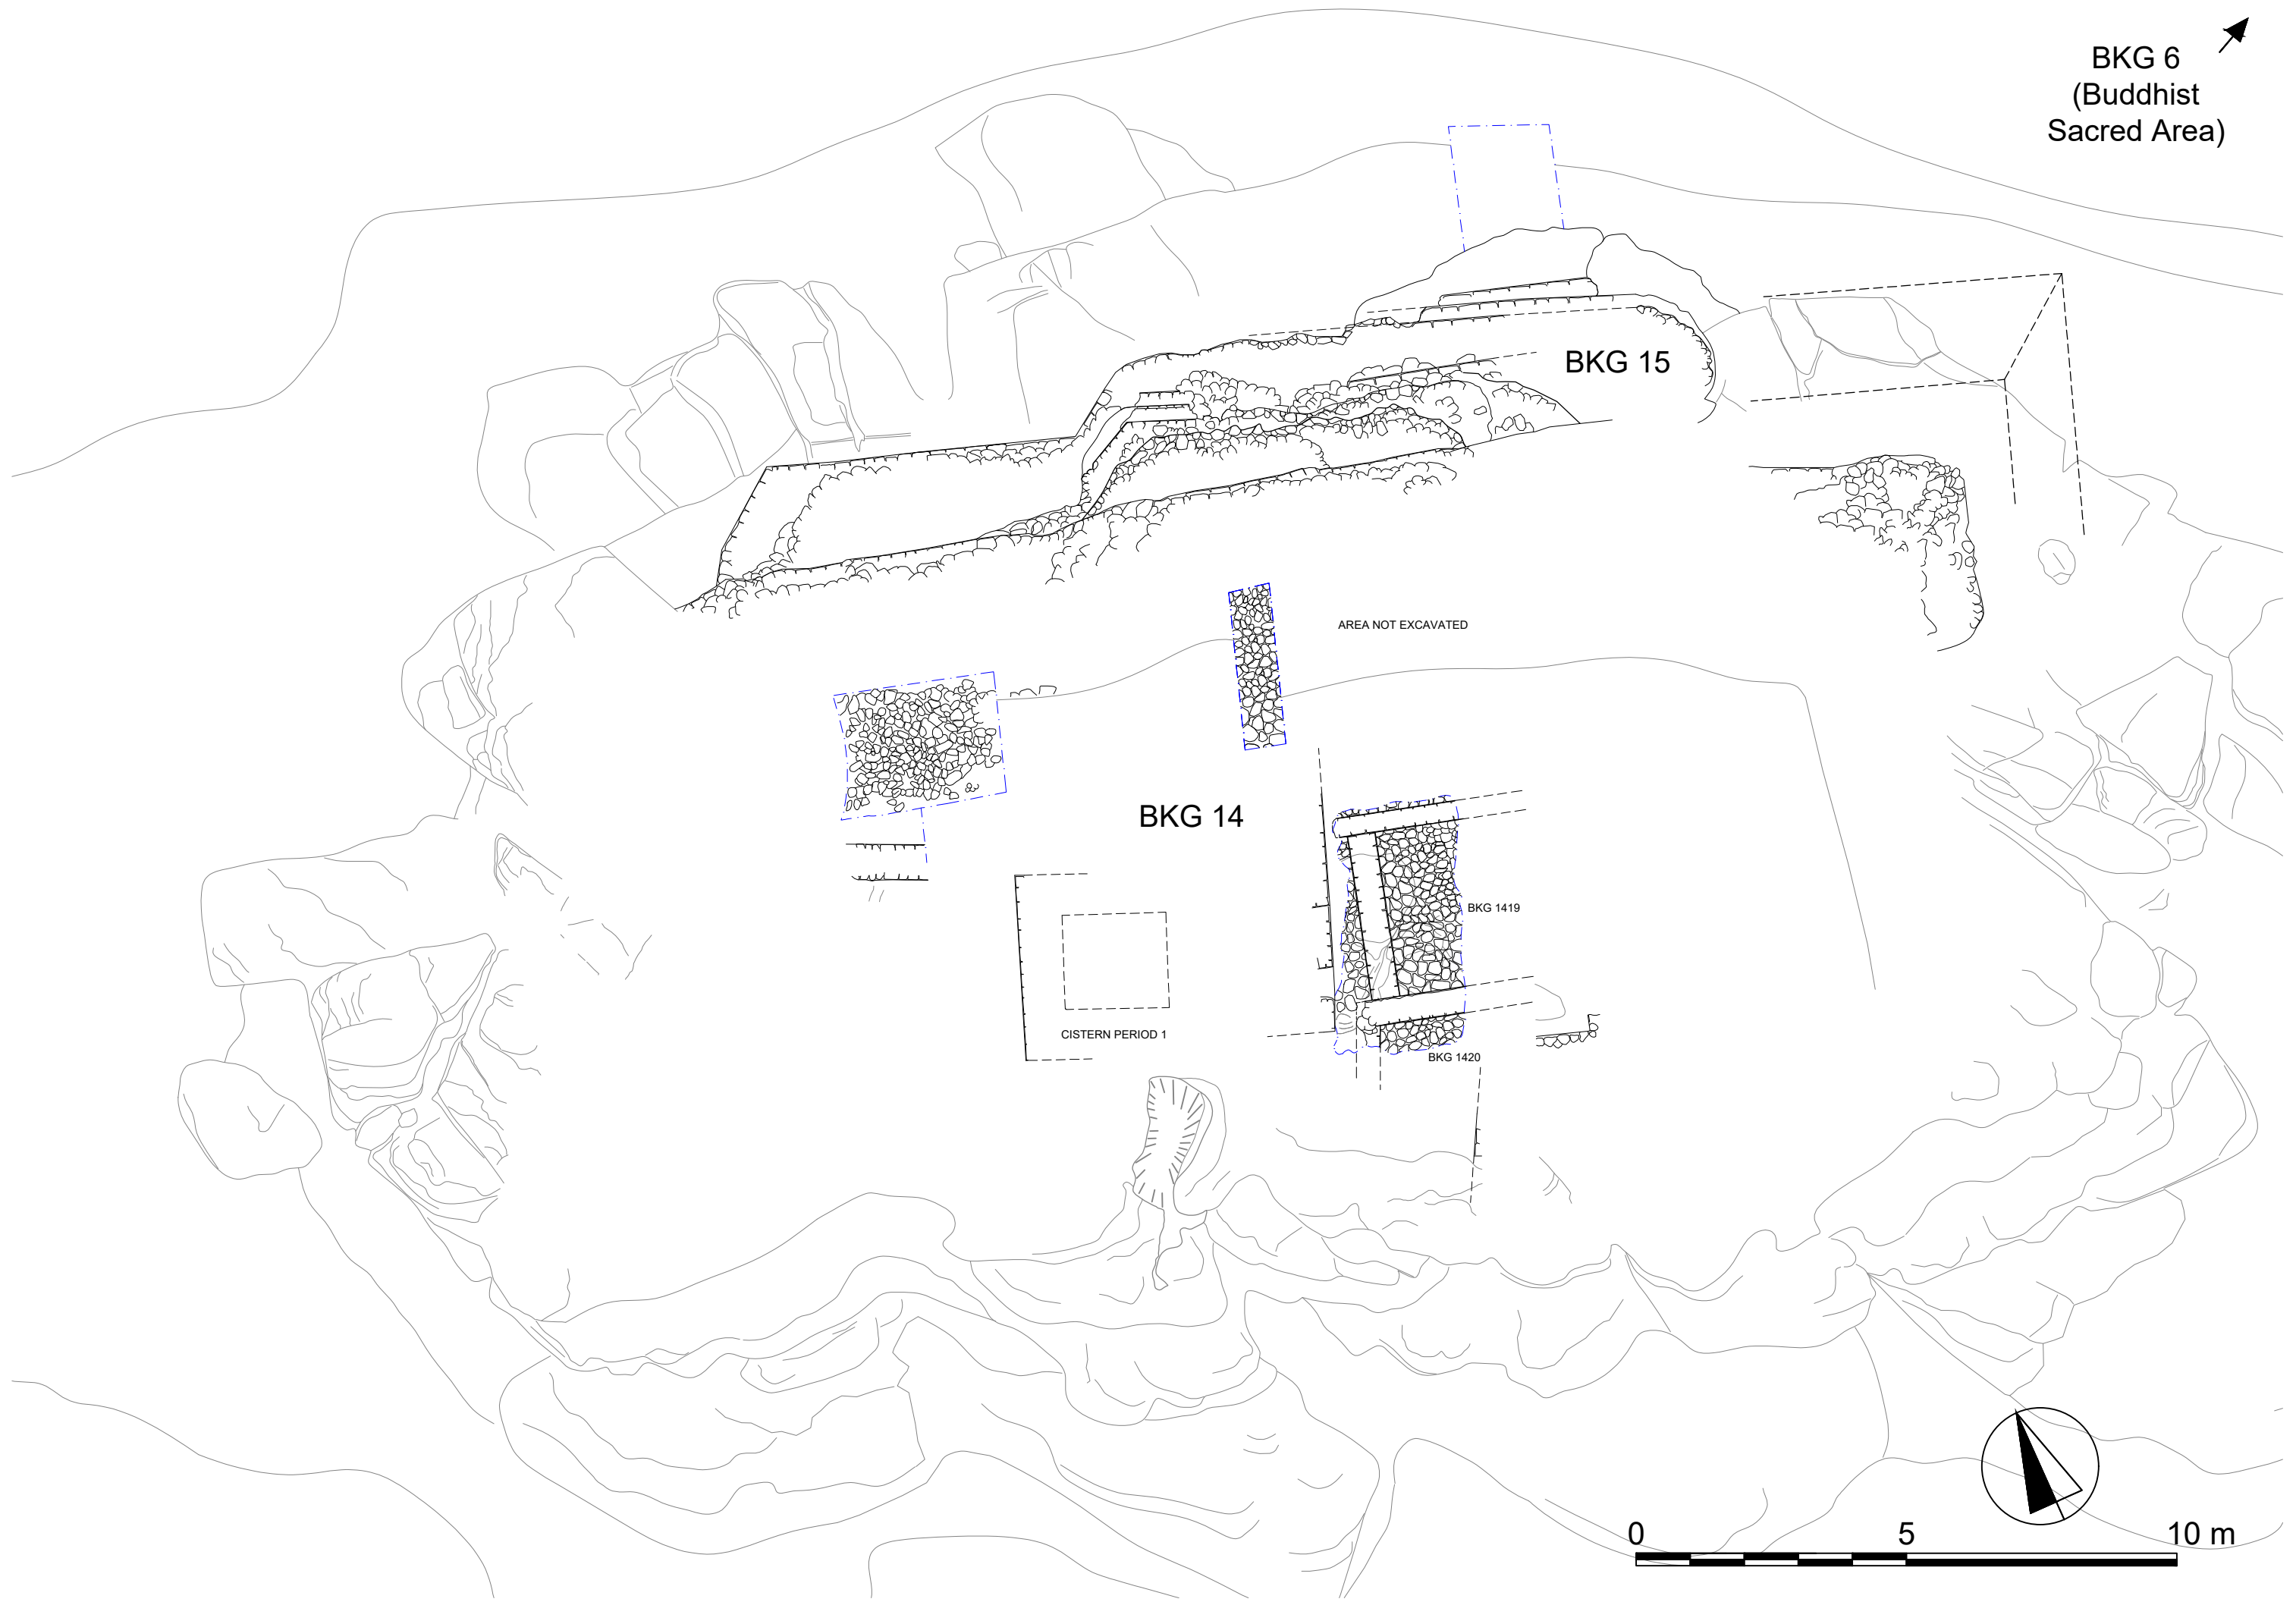 BKG 6
(Buddhist
Sacred Area)
BKG 15
AREA NOT EXCAVATED
BKG 14
BKG 1419
CISTERN PERIOD 1
BKG 1420
0 5 10 m